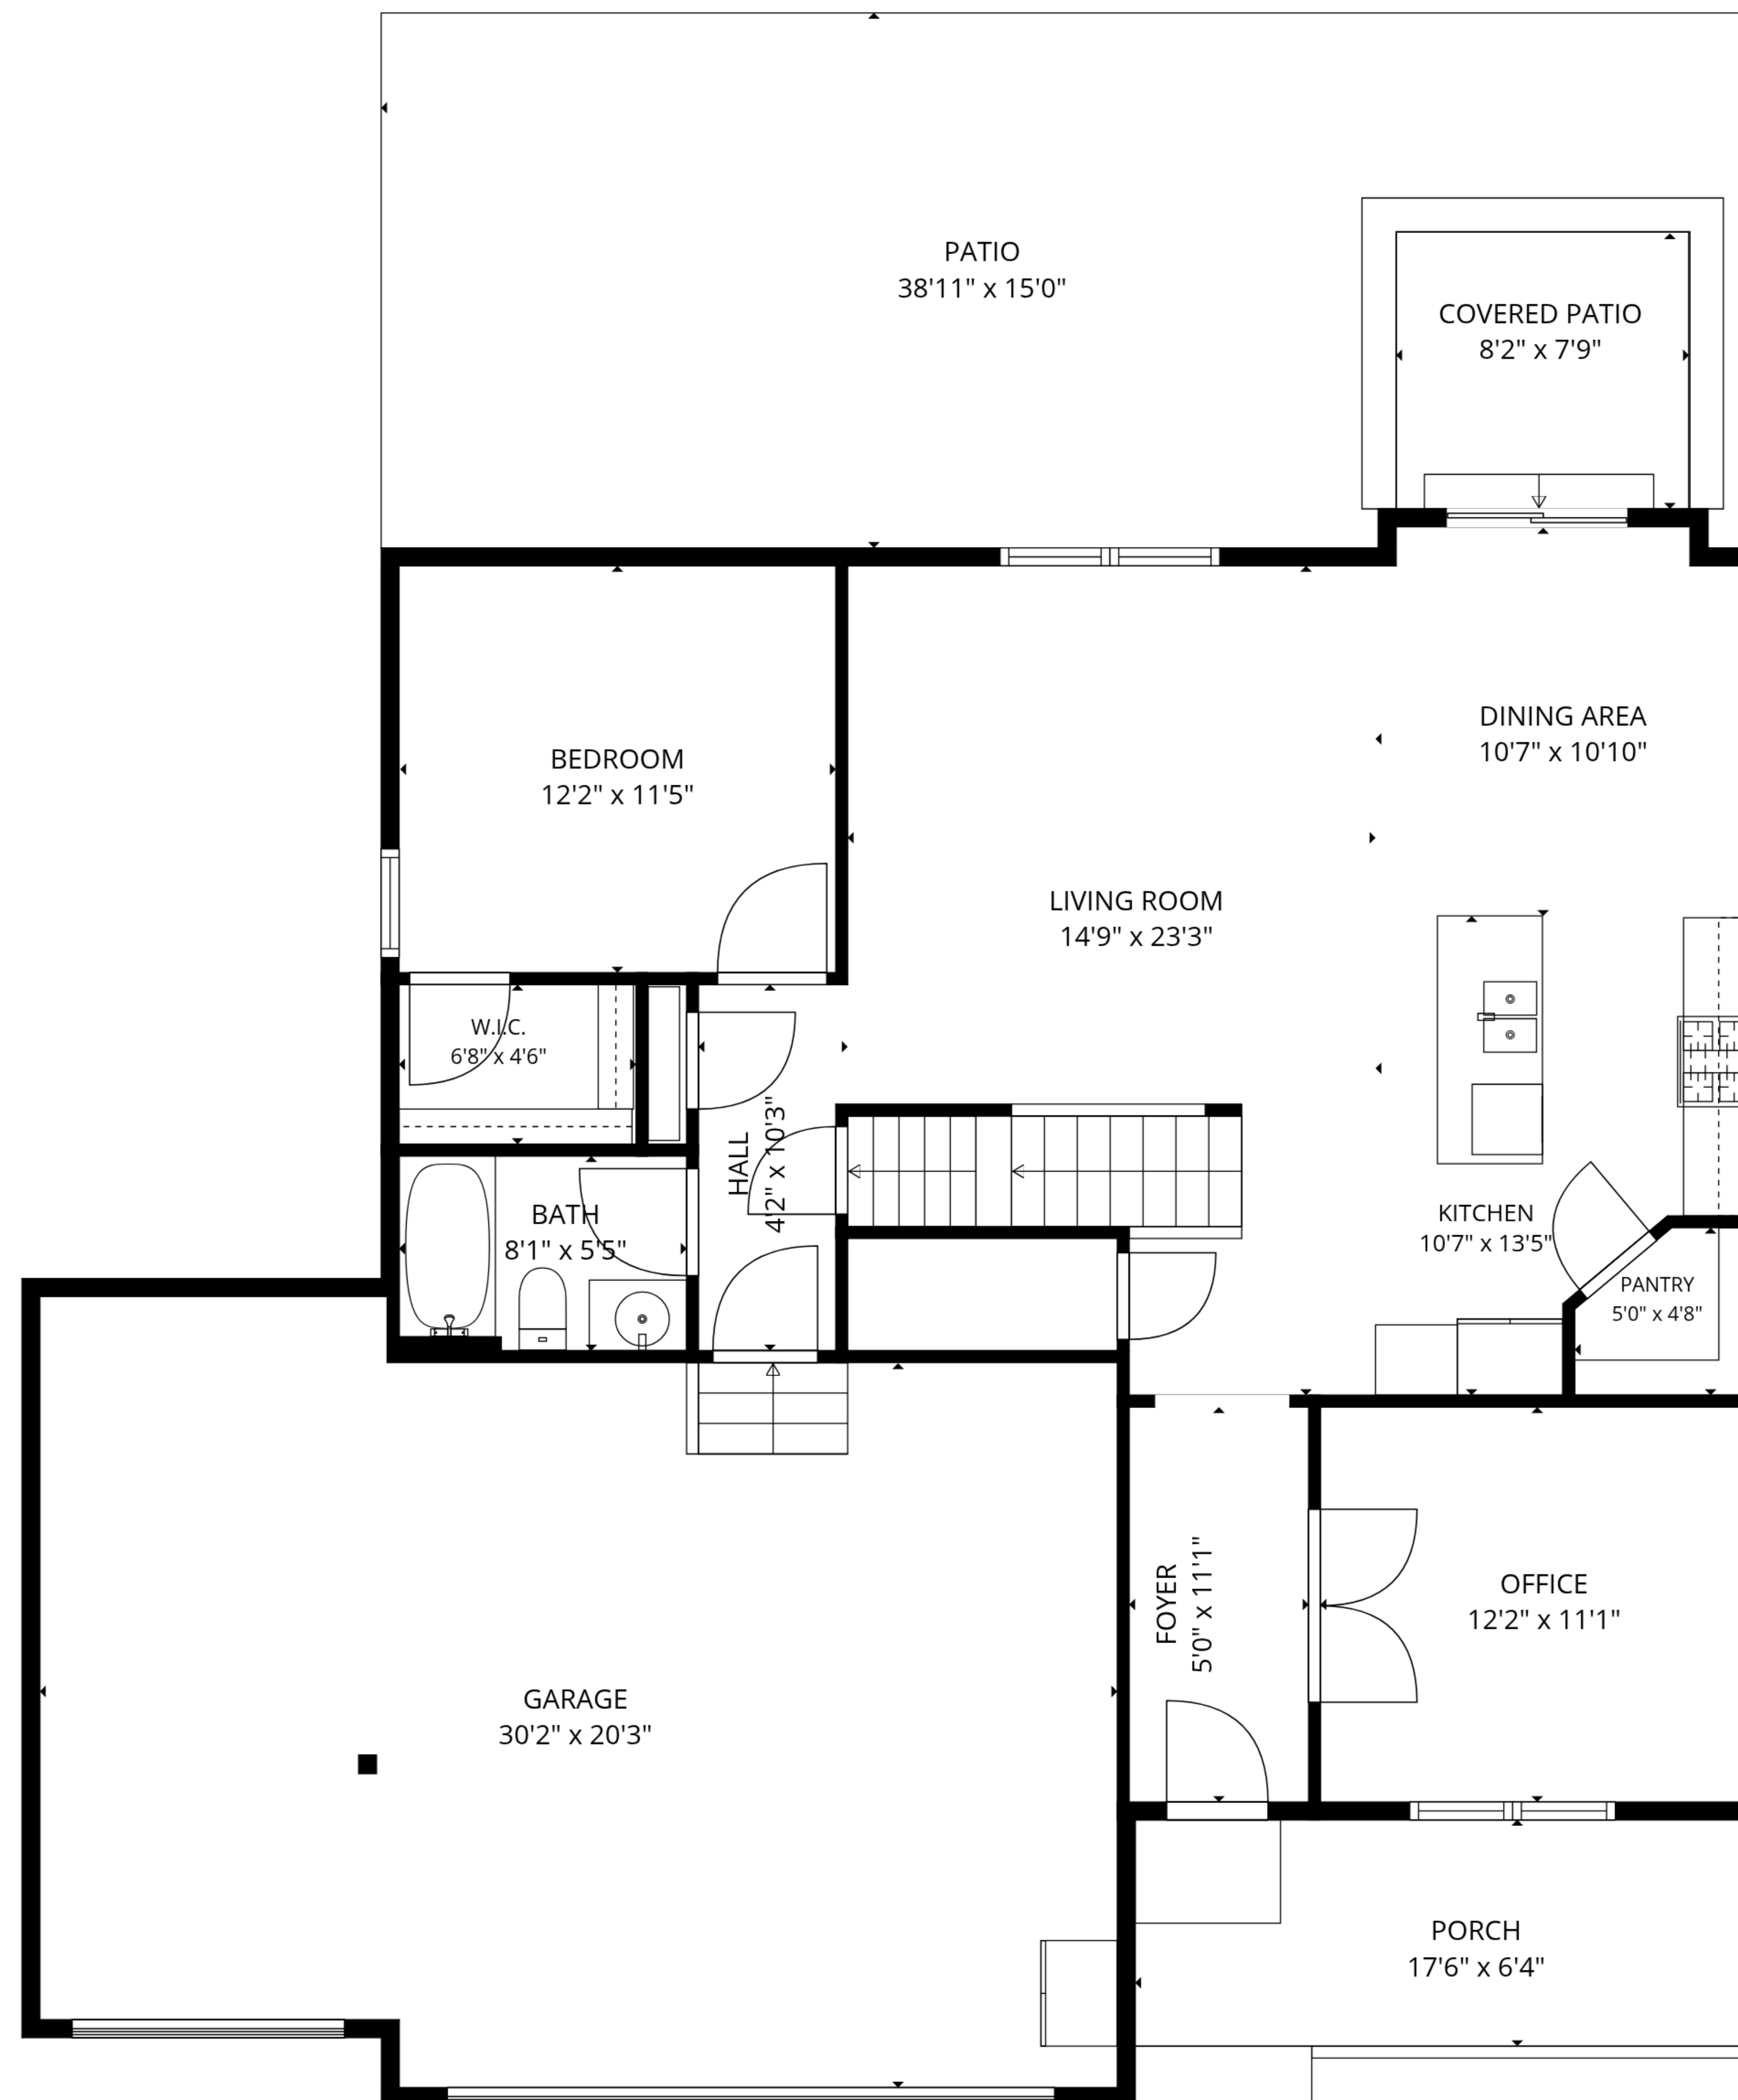 PATIO
38'11" x 15'0"
COVERED PATIO
8'2" x 7'9"
DINING AREA
10'7" x 10'10"
BEDROOM
12'2" x 11'5"
LIVING ROOM
14'9" x 23'3"
W.I.C.
6'8" x 4'6"
HALL
4'2" x 10'3"
BATH
8'1" x 5'5"
KITCHEN
10'7" x 13'5"
PANTRY
5'0" x 4'8"
FOYER
5'0" x 11'1"
OFFICE
12'2" x 11'1"
GARAGE
30'2" x 20'3"
PORCH
17'6" x 6'4"